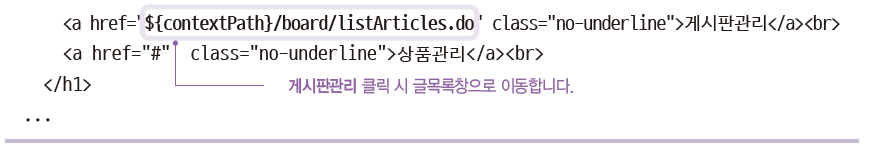 <a href="${contextPath}/board/listArticles.do" class="no-underline">게시판관리</a><br>
<a href="#"  class="no-underline">상품관리</a><br>
</h1>
게시판관리 클릭 시 글목록창으로 이동합니다.
...